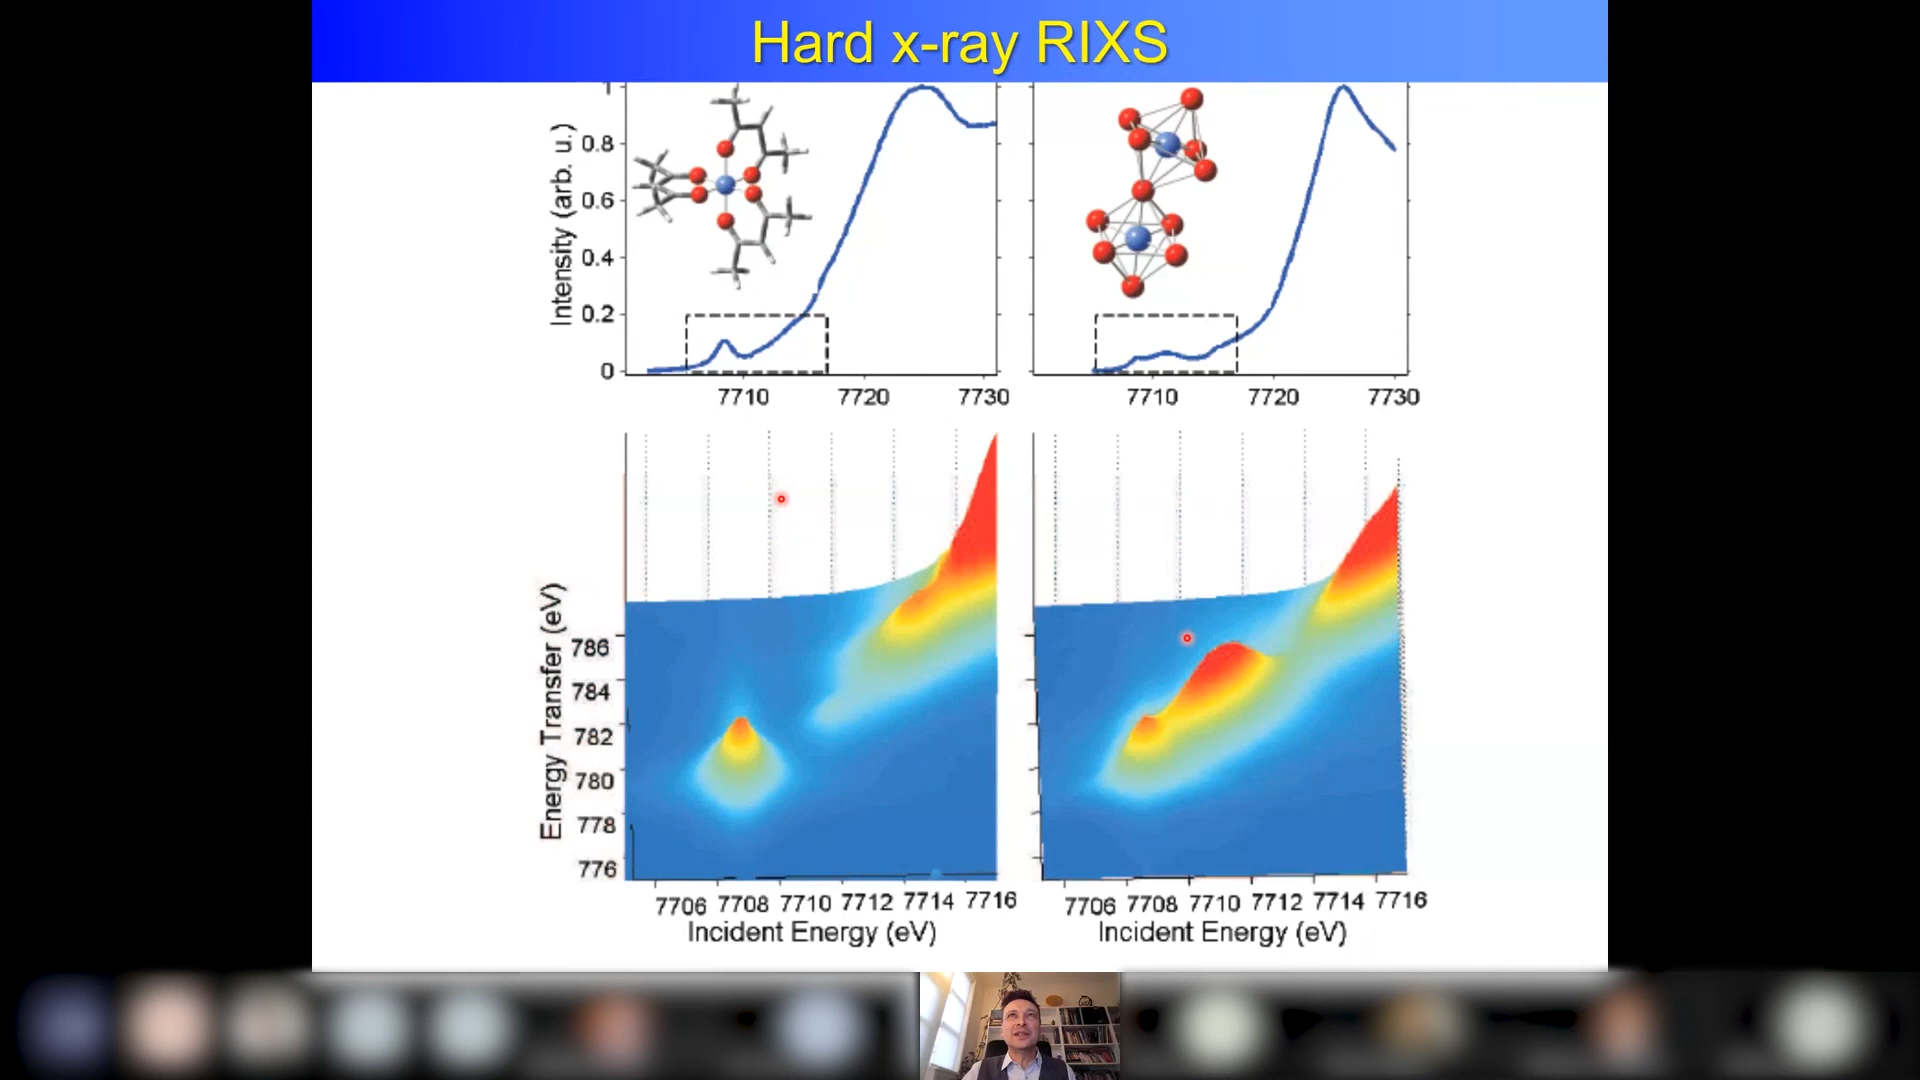 Hard x-ray RIXS
Intensity (arb. u.)
0.8
0.6
0.4
0.2
0
7710 7720 7730
7710 7720 7730
Energy Transfer (eV)
786
784
782
780
778
776
7706 7708 7710 7712 7714 7716
Incident Energy (eV)
7706 7708 7710 7712 7714 7716
Incident Energy (eV)